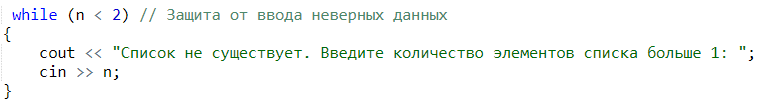 while (n < 2) // Защита от ввода неверных данных
{
cout << "Список не существует. Введите количество элементов списка больше 1: ";
cin >> n;
}